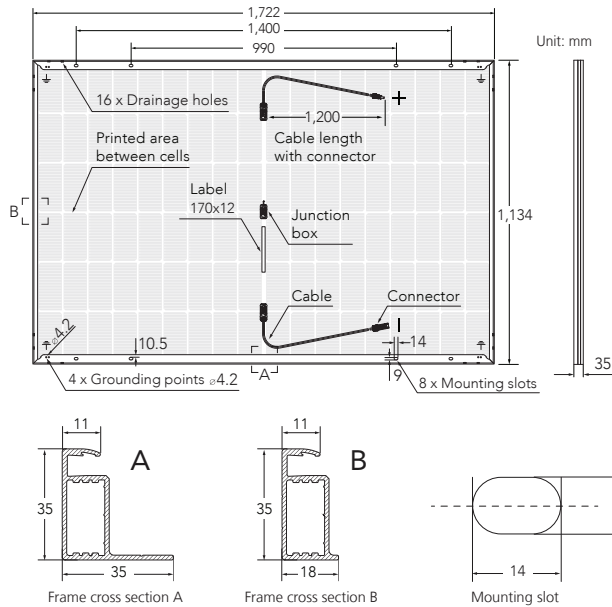 1,722
1,400
990
Unit: mm
16 x Drainage holes
+
1,200
Printed area
between cells
Cable length
with connector
B
Label
170x12
Junction
box
1,134
Cable
Connector
⌀4.2
10.5
14
A
9
35
4 x Grounding points ⌀4.2
8 x Mounting slots
11
A
35
35
Frame cross section A
11
B
35
18
Frame cross section B
14
Mounting slot